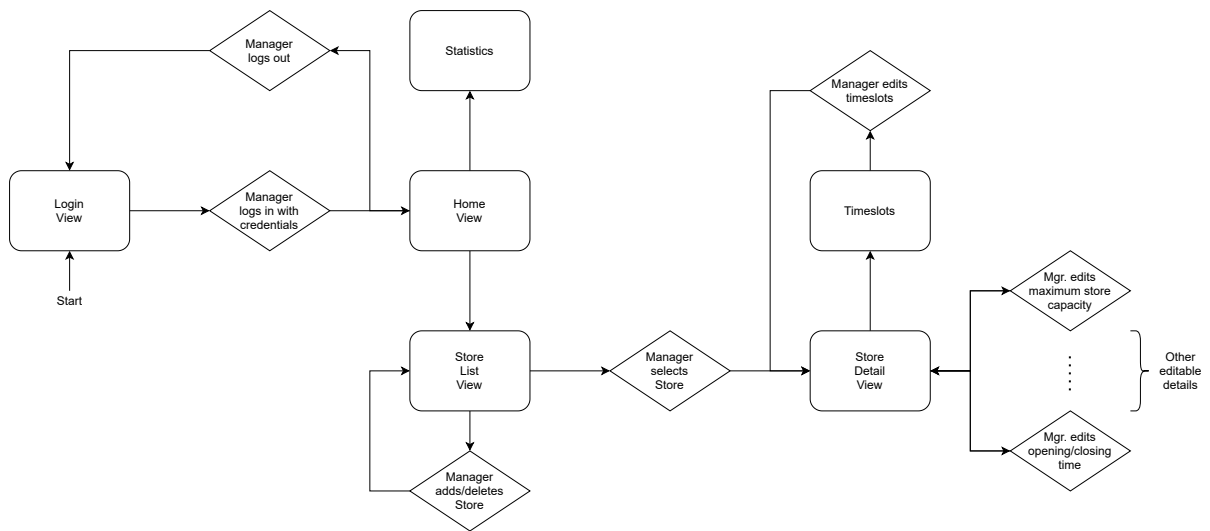 Manager
logs out
Statistics
Manager edits
timeslots
Login
View
Manager
logs in with
credentials
Home
View
Timeslots
Start
Mgr. edits
maximum store
capacity
Store
List
View
Manager
selects
Store
Store
Detail
View
Other
editable
details
Mgr. edits
opening/closing
time
Manager
adds/deletes
Store